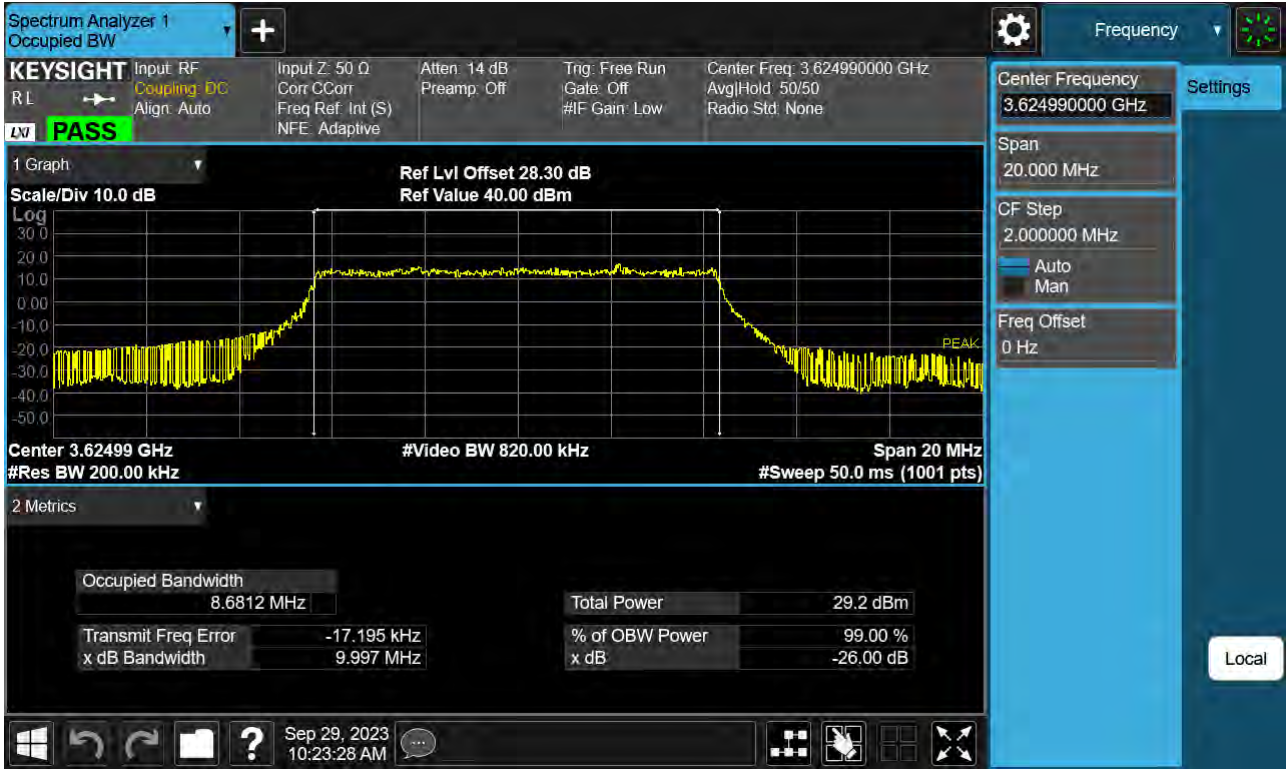 Spectrum Analyzer 1
Occupied BW
Frequency
KEYSIGHT
R L
LXI
PASS
Input: RF
Coupling: DC
Align: Auto
Input Z: 50 Ω
Corr CCorr
Freq Ref: Int (S)
NFE: Adaptive
Atten: 14 dB
Preamp: Off
Trig: Free Run
Gate: Off
#IF Gain: Low
Center Freq: 3.624990000 GHz
Avg|Hold: 50/50
Radio Std: None
Center Frequency
3.624990000 GHz
Settings
Span
20.000 MHz
CF Step
2.000000 MHz
Auto
Man
Freq Offset
0 Hz
1 Graph
Scale/Div 10.0 dB
Ref Lvl Offset 28.30 dB
Ref Value 40.00 dBm
Log
30.0
20.0
10.0
0.00
-10.0
-20.0
-30.0
-40.0
-50.0
PEAK
Center 3.62499 GHz
#Video BW 820.00 kHz
Span 20 MHz
#Res BW 200.00 kHz
#Sweep 50.0 ms (1001 pts)
2 Metrics
Occupied Bandwidth
8.6812 MHz
Total Power 29.2 dBm
Transmit Freq Error -17.195 kHz
% of OBW Power 99.00 %
x dB Bandwidth 9.997 MHz
x dB -26.00 dB
Local
?
Sep 29, 2023
10:23:28 AM